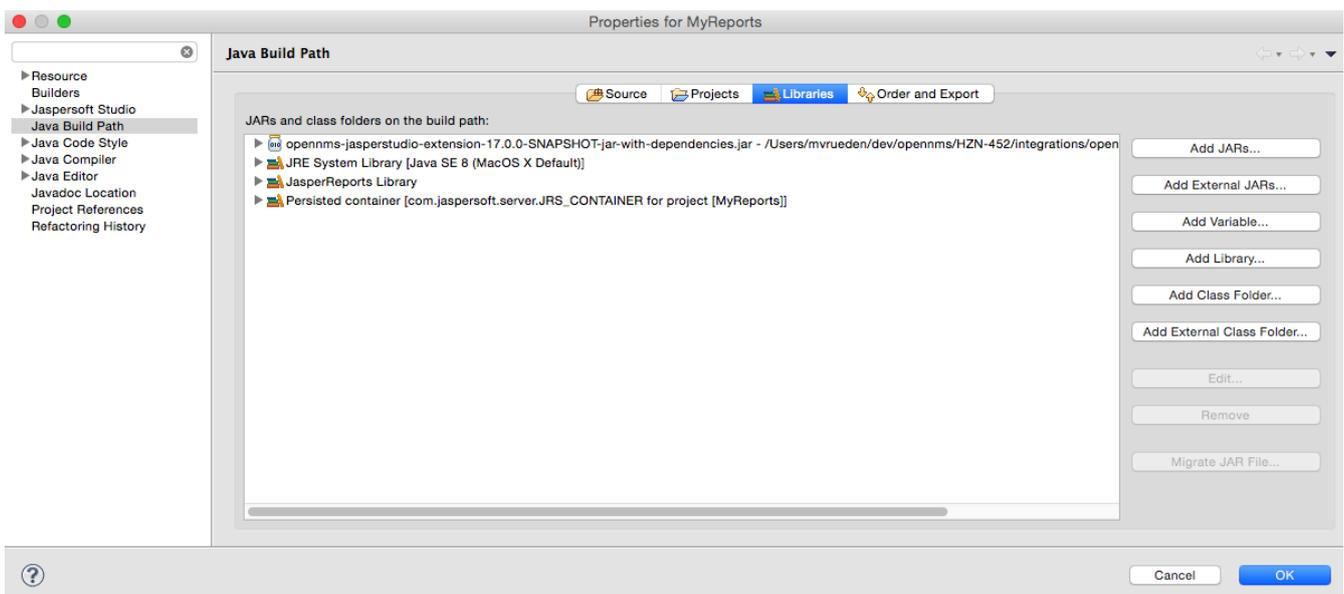 Properties for MyReports
Java Build Path
Resource
Builders
Jaspersoft Studio
Java Build Path
Java Code Style
Java Compiler
Java Editor
Javadoc Location
Project References
Refactoring History
Source Projects Libraries Order and Export
JARs and class folders on the build path:
opennms-jasperstudio-extension-17.0.0-SNAPSHOT-jar-with-dependencies.jar - /Users/mvrueden/dev/opennms/HZN-452/integrations/open
JRE System Library [Java SE 8 (MacOS X Default)]
JasperReports Library
Persisted container [com.jaspersoft.server.JRS_CONTAINER for project [MyReports]]
Add JARs...
Add External JARs...
Add Variable...
Add Library...
Add Class Folder...
Add External Class Folder...
Edit...
Remove
Migrate JAR File...
?
Cancel OK